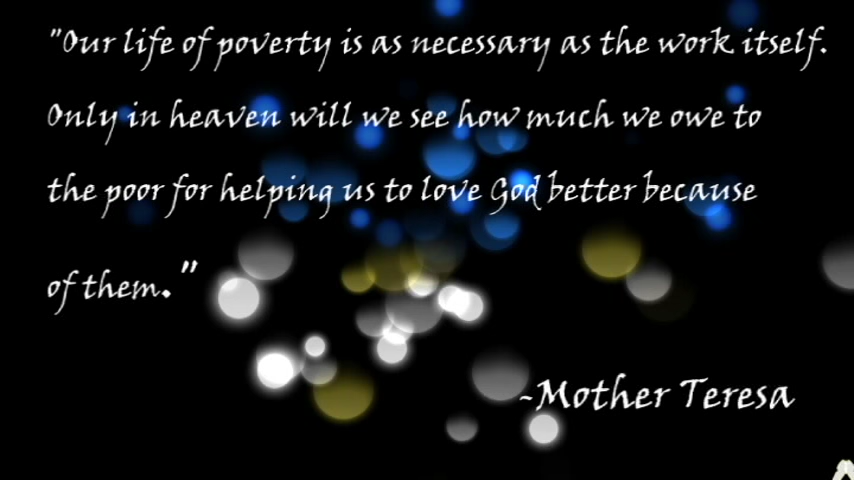 "Our life of poverty is as necessary as the work itself.
Only in heaven will we see how much we owe to
the poor for helping us to love God better because
of them."
~Mother Teresa